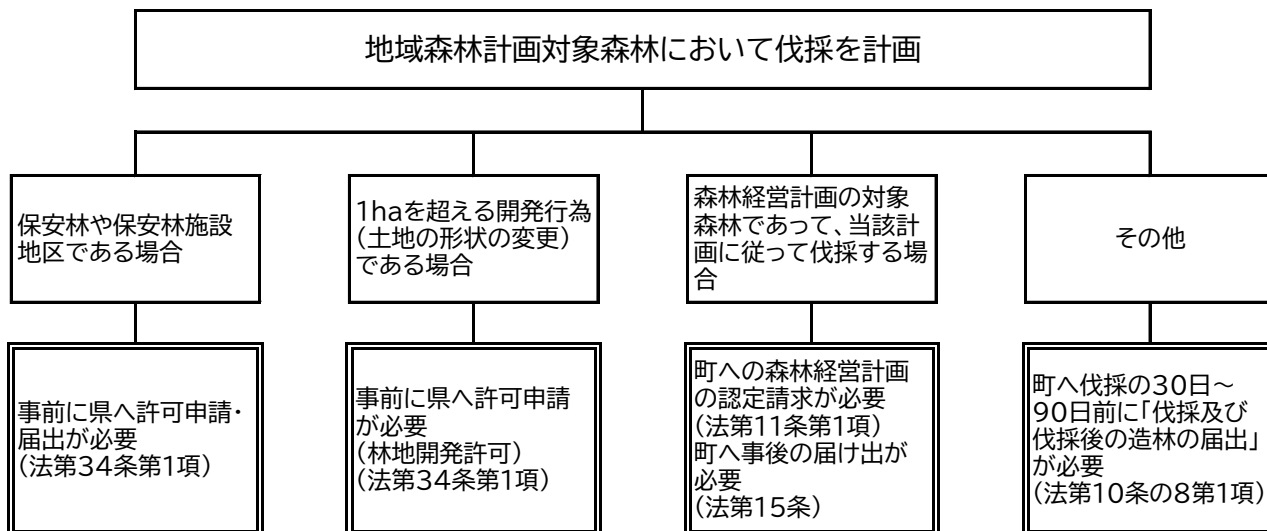 地域森林計画対象森林において伐採を計画
保安林や保安林施設
地区である場合
1haを超える開発行為
(土地の形状の変更)
である場合
森林経営計画の対象
森林であって、当該計
画に従って伐採する場
合
その他
事前に県へ許可申請・
届出が必要
(法第34条第1項)
事前に県へ許可申請
が必要
(林地開発許可)
(法第34条第1項)
町への森林経営計画
の認定請求が必要
(法第11条第1項)
町へ事後の届け出が
必要
(法第15条)
町へ伐採の30日～
90日前に「伐採及び
伐採後の造林の届出」
が必要
(法第10条の8第1項)